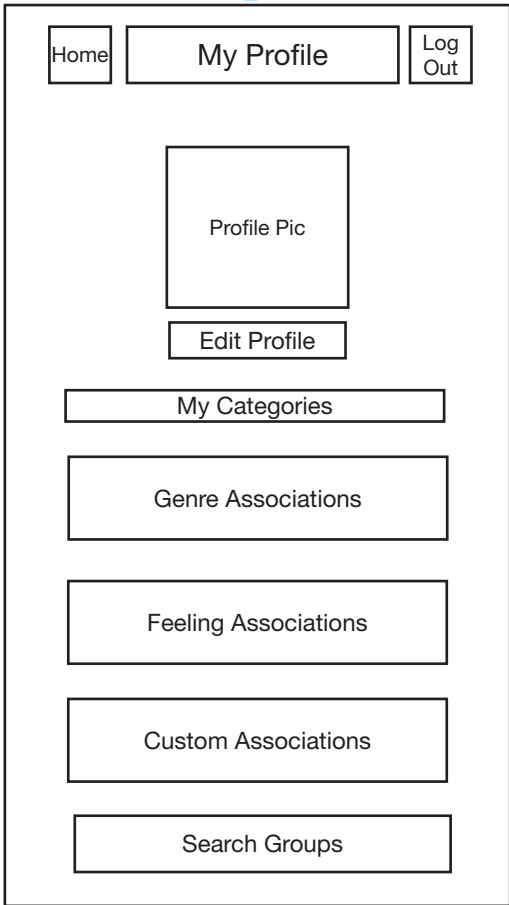 Home
My Profile
Log
Out
Profile Pic
Edit Profile
My Categories
Genre Associations
Feeling Associations
Custom Associations
Search Groups